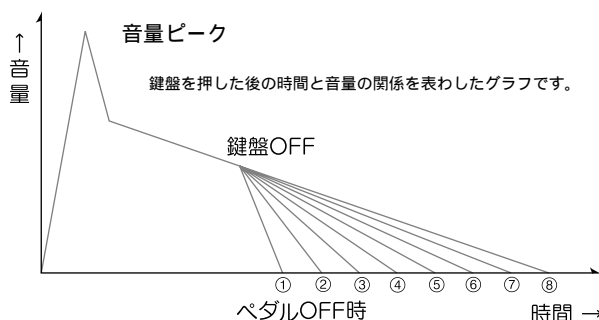 音量ピーク
↑音量
鍵盤を押した後の時間と音量の関係を表わしたグラフです。
鍵盤OFF
① ② ③ ④ ⑤ ⑥ ⑦ ⑧
ペダルOFF時
時間 →